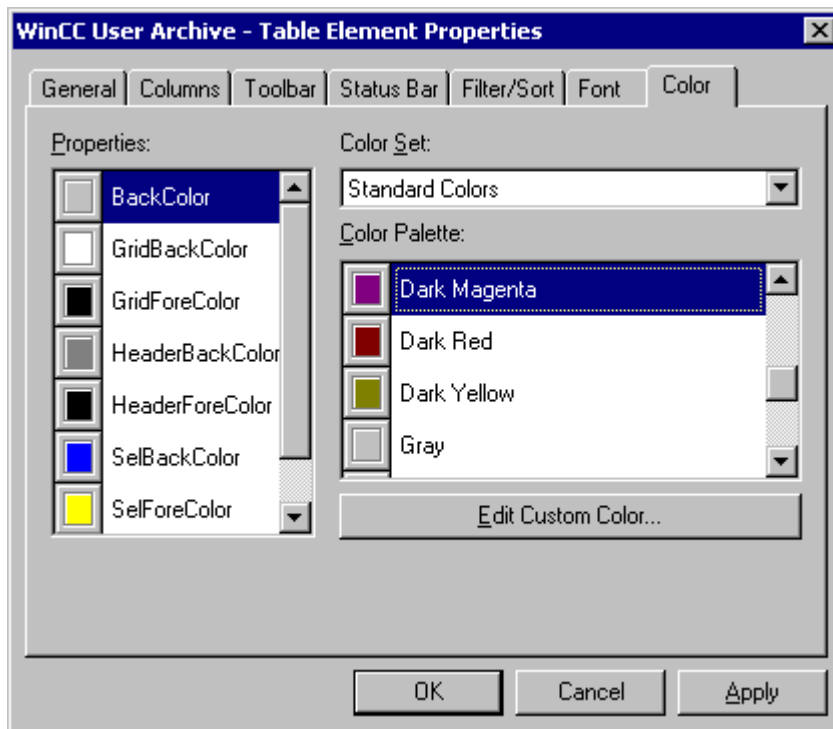 WinCC User Archive - Table Element Properties
General Columns Toolbar Status Bar Filter/Sort Font Color
Properties:
BackColor
GridBackColor
GridForeColor
HeaderBackColor
HeaderForeColor
SelBackColor
SelForeColor
Color Set:
Standard Colors
Color Palette:
Dark Magenta
Dark Red
Dark Yellow
Gray
Edit Custom Color...
OK Cancel Apply